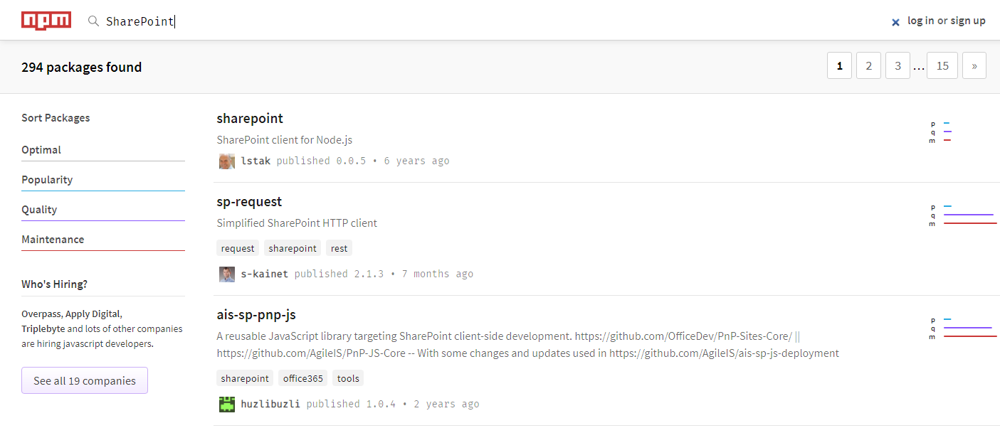 npm
SharePoint
× log in or sign up
294 packages found
1 2 3 ... 15 »
Sort Packages
Optimal
Popularity
Quality
Maintenance
Who's Hiring?
Overpass, Apply Digital,
Triplebyte and lots of other companies
are hiring javascript developers.
See all 19 companies
sharepoint
SharePoint client for Node.js
lstak published 0.0.5 • 6 years ago
p
q
m
sp-request
Simplified SharePoint HTTP client
request sharepoint rest
s-kainet published 2.1.3 • 7 months ago
p
q
m
ais-sp-pnp-js
A reusable JavaScript library targeting SharePoint client-side development. https://github.com/OfficeDev/PnP-Sites-Core/ ||
https://github.com/AgileIS/PnP-JS-Core -- With some changes and updates used in https://github.com/AgileIS/ais-sp-js-deployment
sharepoint office365 tools
huzlibuzli published 1.0.4 • 2 years ago
p
q
m